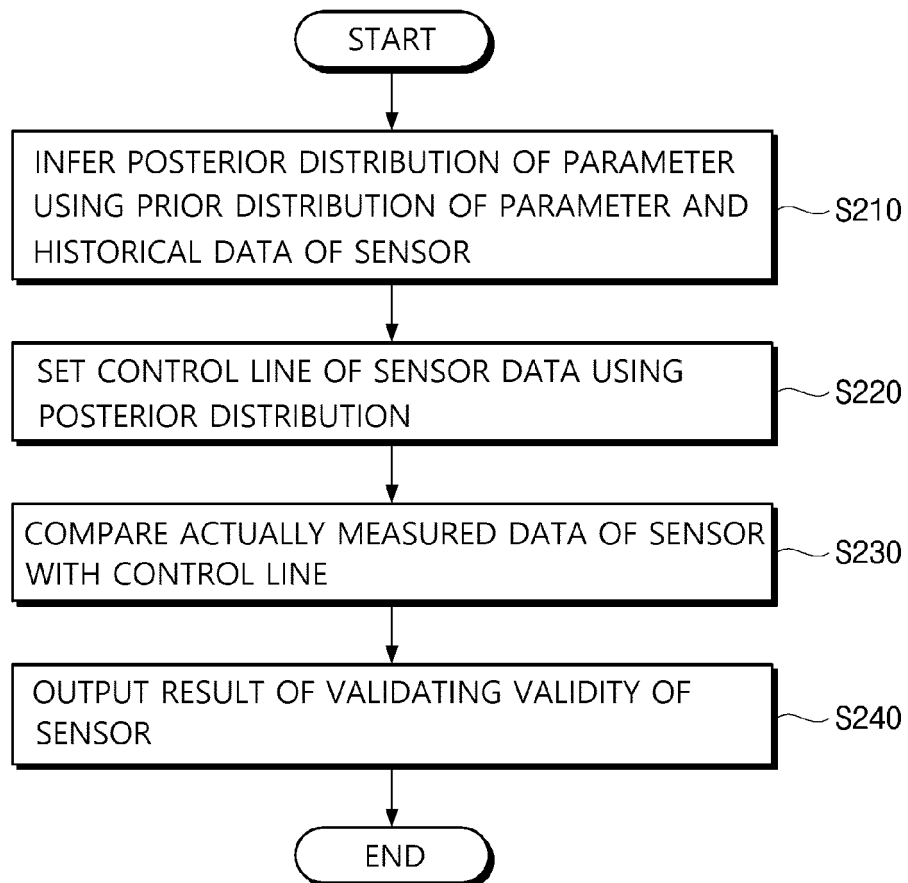 START
INFER POSTERIOR DISTRIBUTION OF PARAMETER
USING PRIOR DISTRIBUTION OF PARAMETER AND
HISTORICAL DATA OF SENSOR
S210
SET CONTROL LINE OF SENSOR DATA USING
POSTERIOR DISTRIBUTION
S220
COMPARE ACTUALLY MEASURED DATA OF SENSOR
WITH CONTROL LINE
S230
OUTPUT RESULT OF VALIDATING VALIDITY OF
SENSOR
S240
END